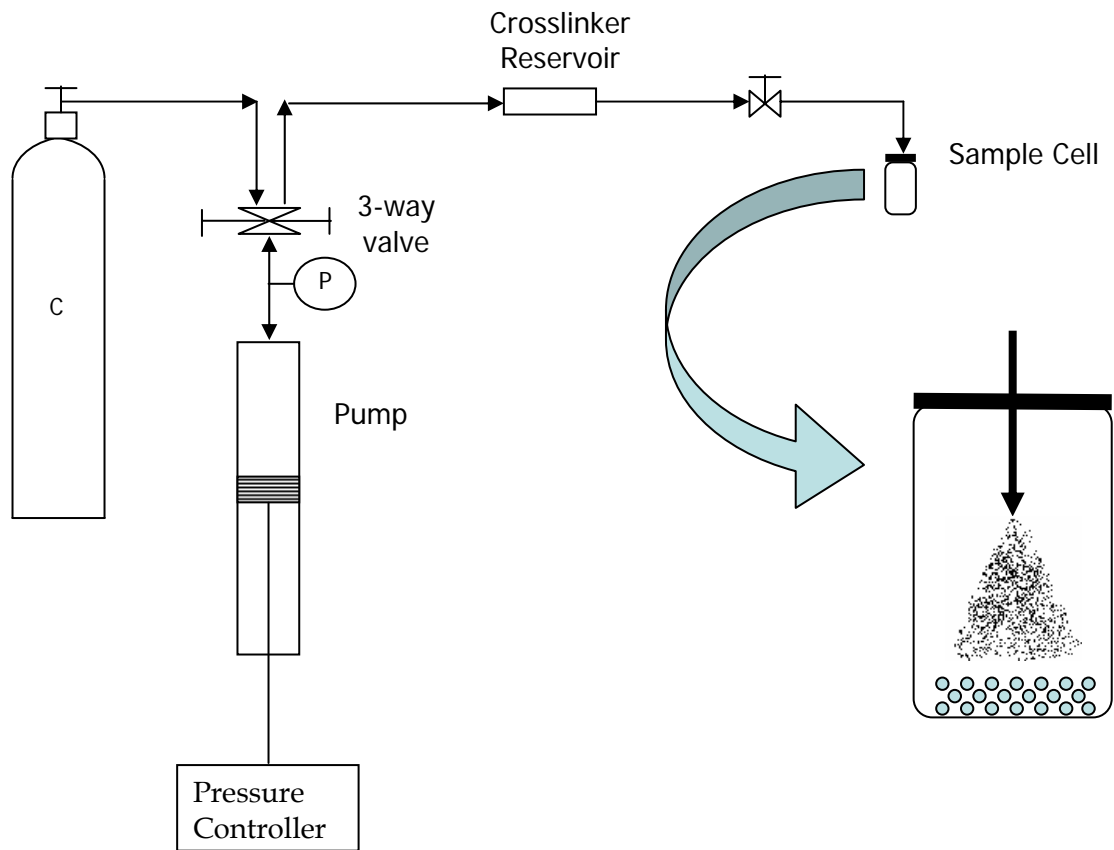 Crosslinker
Reservoir
Sample Cell
3-way
valve
C
P
Pump
Pressure
Controller